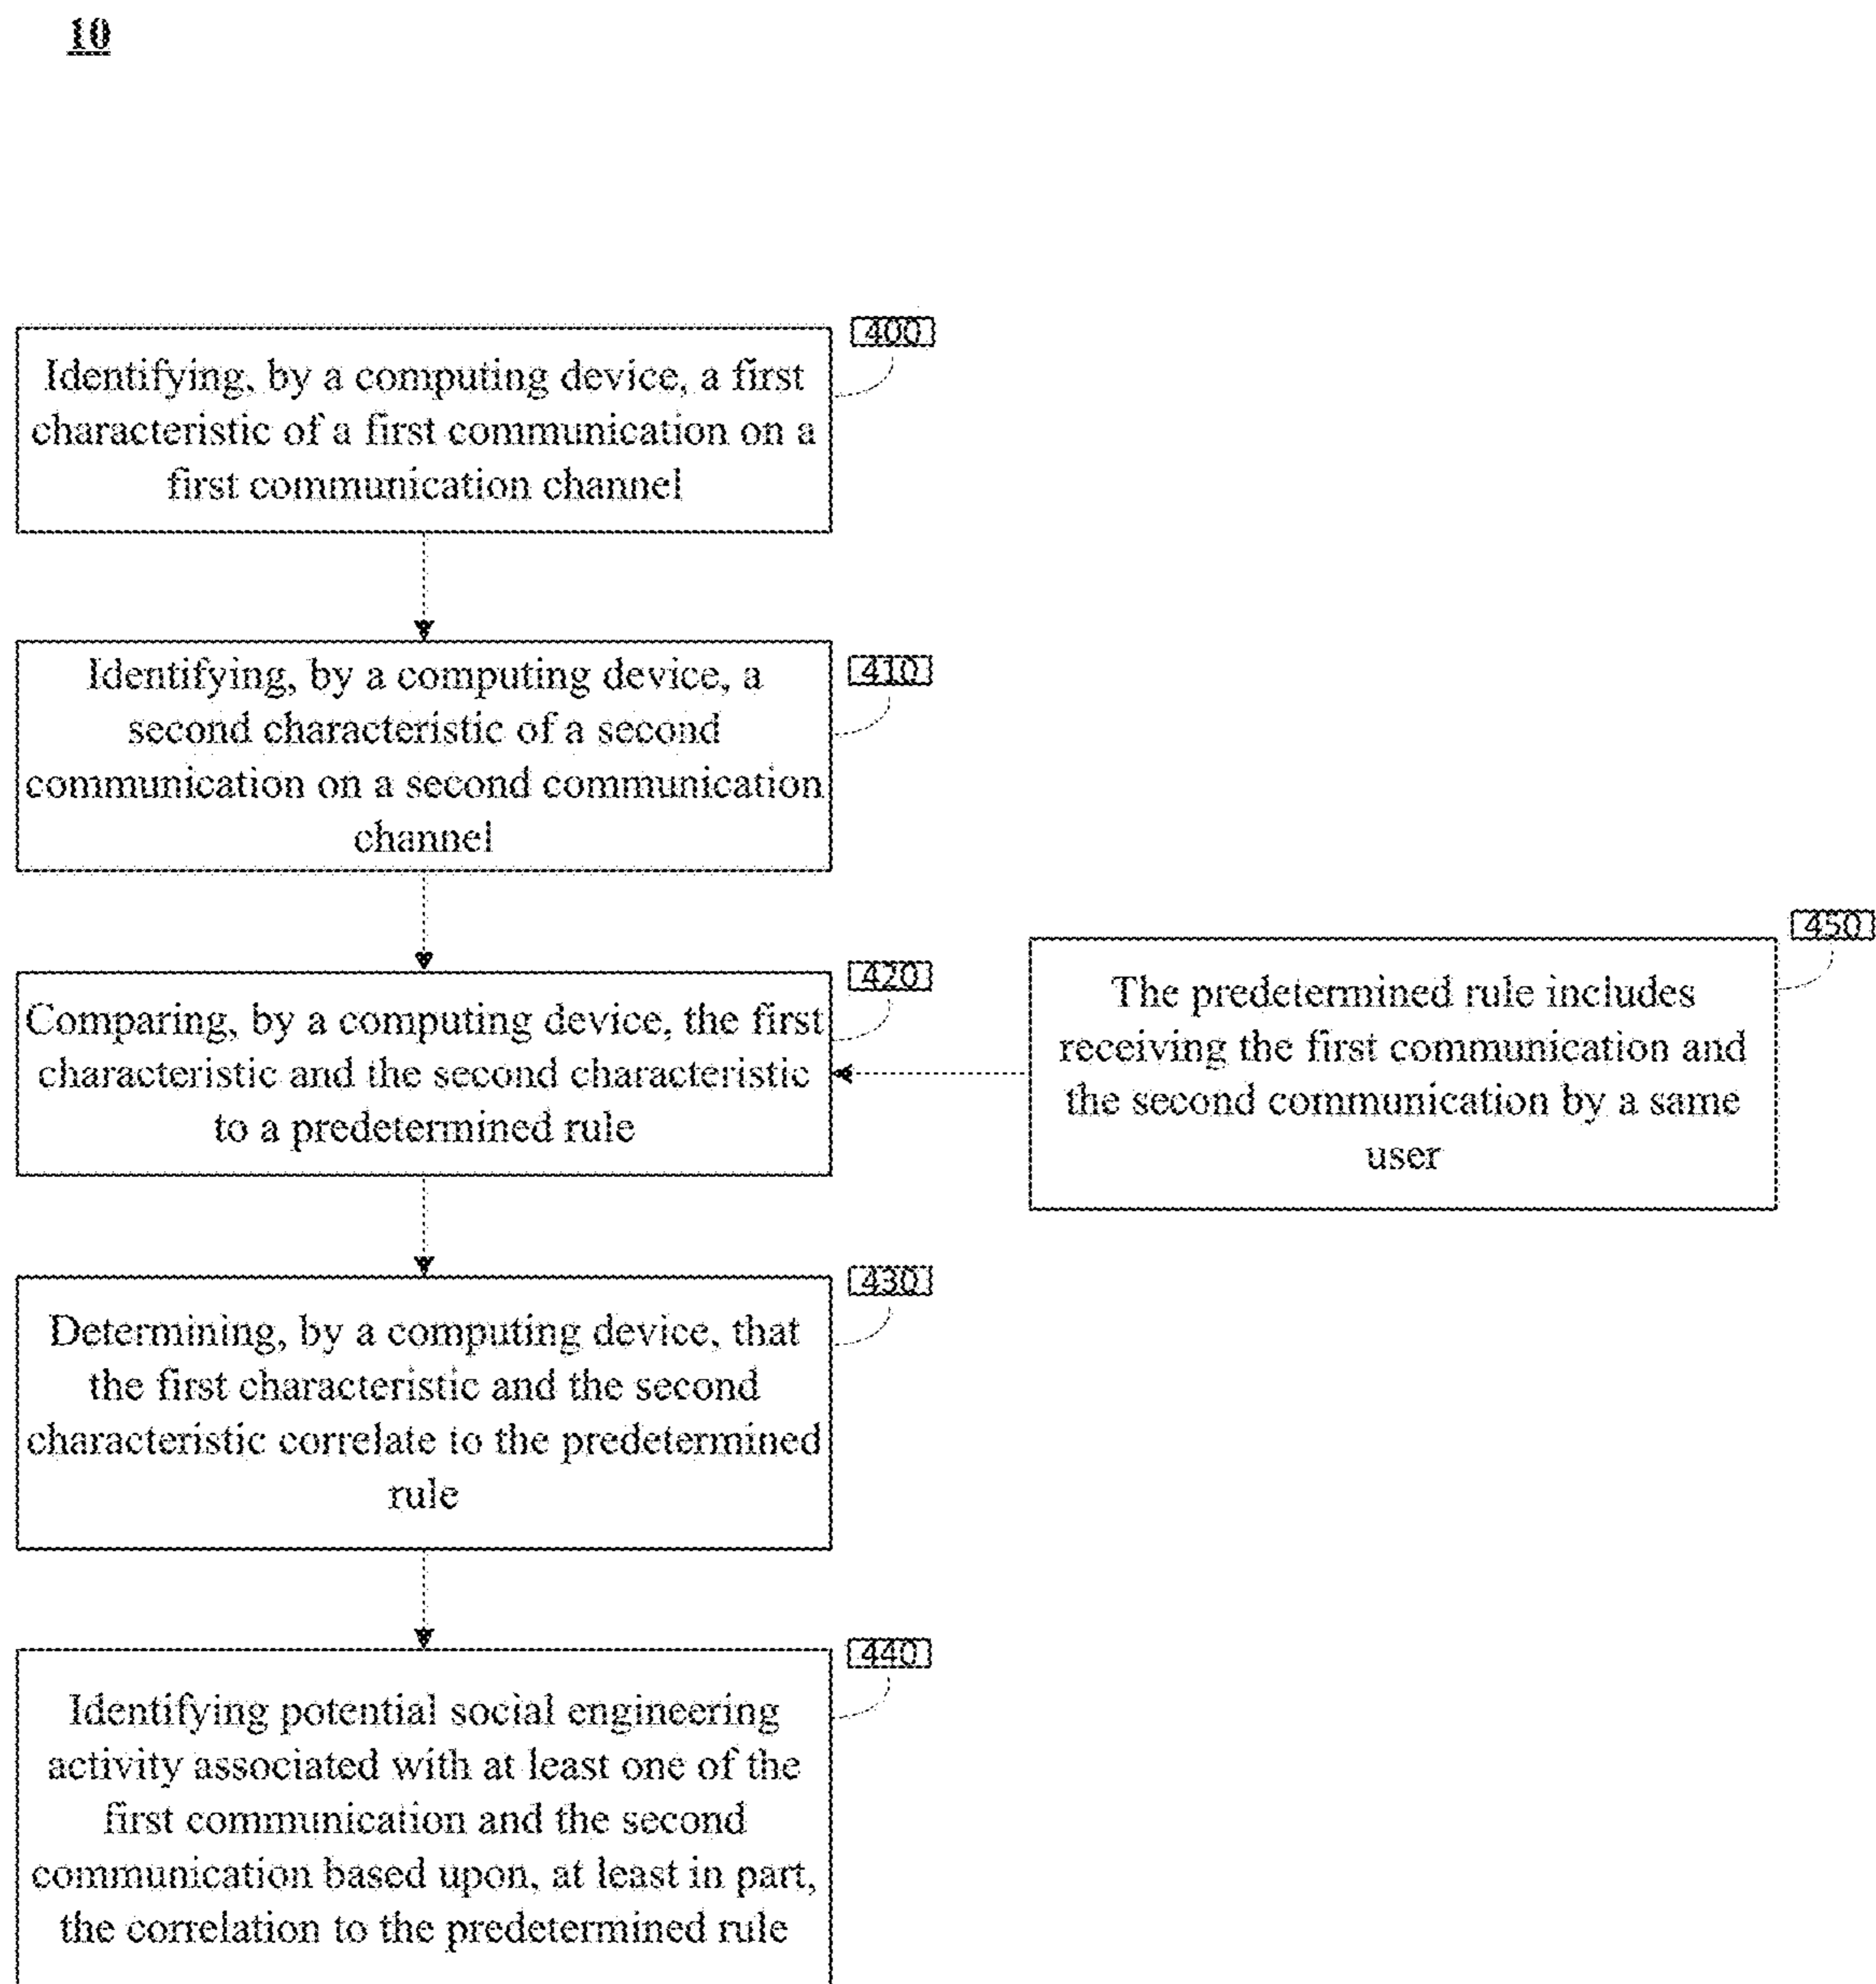 10
400
Identifying, by a computing device, a first
characteristic of a first communication on a
first communication channel
410
Identifying, by a computing device, a
second characteristic of a second
communication on a second communication
channel
420
Comparing, by a computing device, the first
characteristic and the second characteristic
to a predetermined rule
450
The predetermined rule includes
receiving the first communication and
the second communication by a same
user
430
Determining, by a computing device, that
the first characteristic and the second
characteristic correlate to the predetermined
rule
440
Identifying potential social engineering
activity associated with at least one of the
first communication and the second
communication based upon, at least in part,
the correlation to the predetermined rule